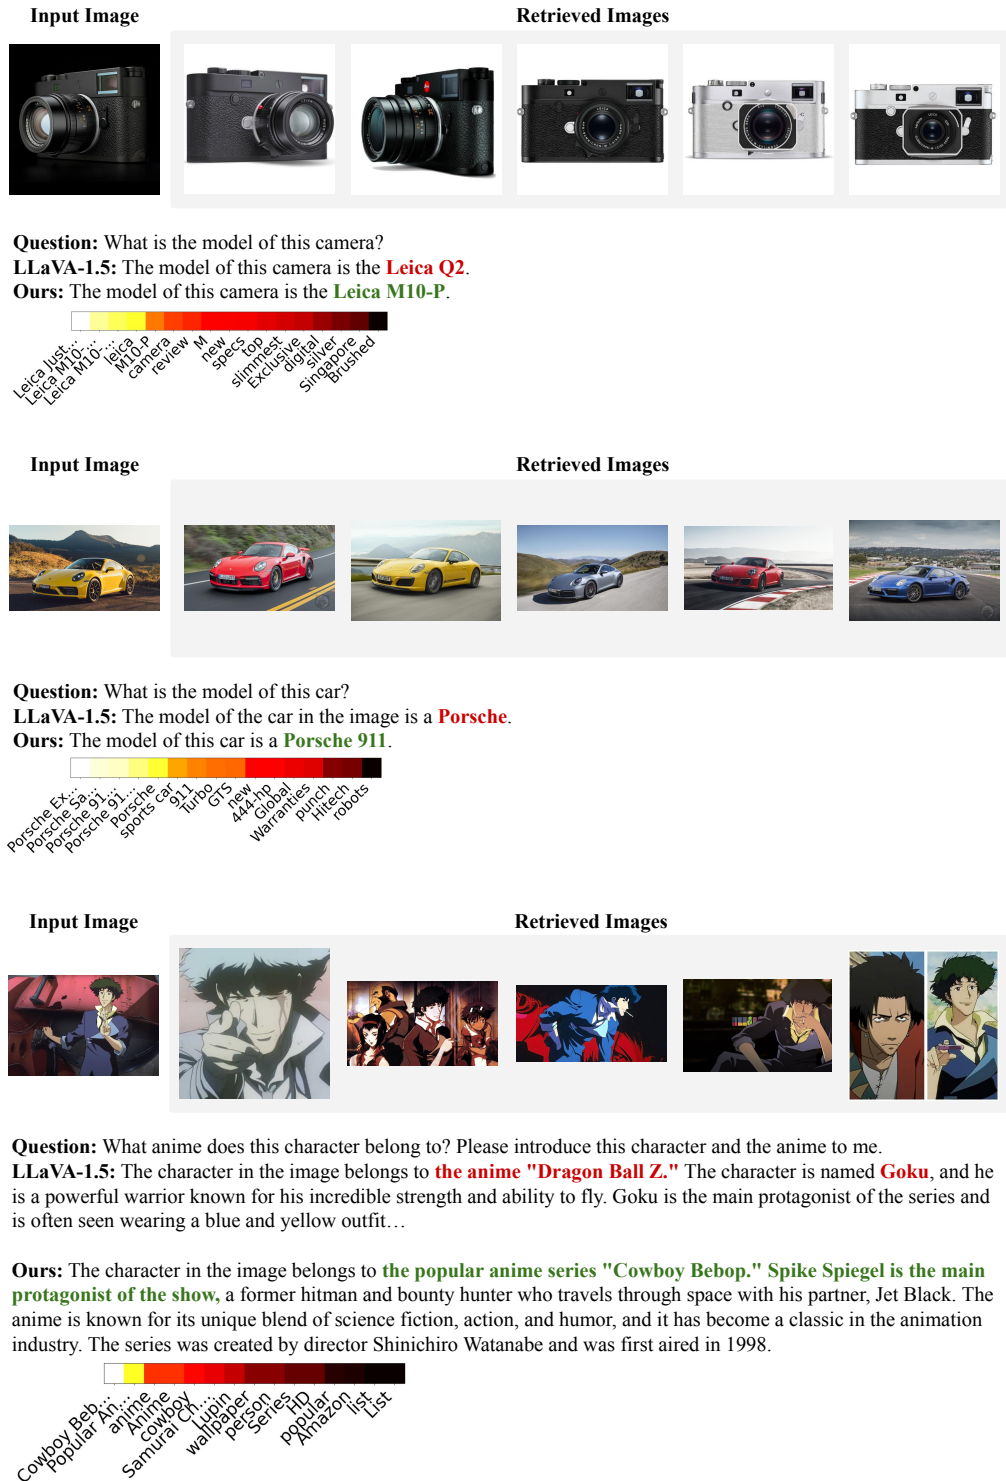 Input Image
Retrieved Images
Question: What is the model of this camera?
LLaVA-1.5: The model of this camera is the Leica Q2.
Ours: The model of this camera is the Leica M10-P.
Leica Just...
Leica M10-...
Leica M10-...
leica
M10-P
camera
review
M
new
specs
top
slimmest
Exclusive
digital
silver
Singapore
Brushed
Input Image
Retrieved Images
Question: What is the model of this car?
LLaVA-1.5: The model of the car in the image is a Porsche.
Ours: The model of this car is a Porsche 911.
Porsche Ex...
Porsche Sa...
Porsche 91...
Porsche 91...
Porsche
sports car
911
Turbo
GTS
new
444-hp
Global
Warranties
punch
Hitech
robots
Input Image
Retrieved Images
Question: What anime does this character belong to? Please introduce this character and the anime to me.
LLaVA-1.5: The character in the image belongs to the anime "Dragon Ball Z." The character is named Goku, and he
is a powerful warrior known for his incredible strength and ability to fly. Goku is the main protagonist of the series and
is often seen wearing a blue and yellow outfit…
Ours: The character in the image belongs to the popular anime series "Cowboy Bebop." Spike Spiegel is the main
protagonist of the show, a former hitman and bounty hunter who travels through space with his partner, Jet Black. The
anime is known for its unique blend of science fiction, action, and humor, and it has become a classic in the animation
industry. The series was created by director Shinichiro Watanabe and was first aired in 1998.
Cowboy Beb...
Popular An...
anime
Anime
cowboy
Samurai Ch...
Lupin
wallpaper
person
Series
HD
popular
Amazon
list
List